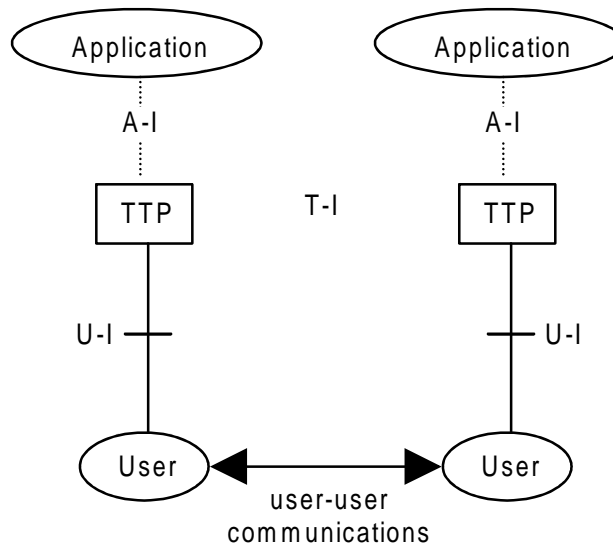 Application
Application
A-I
A-I
TTP
T-I
TTP
U-I
U-I
User
User
user-user
communications